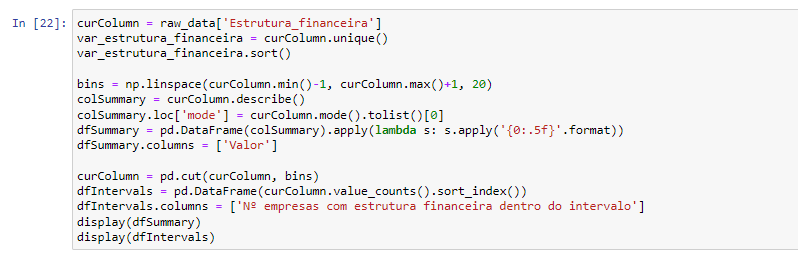 In [22]: curColumn = raw_data['Estrutura_financeira']
var_estrutura_financeira = curColumn.unique()
var_estrutura_financeira.sort()
bins = np.linspace(curColumn.min()-1, curColumn.max()+1, 20)
colSummary = curColumn.describe()
colSummary.loc['mode'] = curColumn.mode().tolist()[0]
dfSummary = pd.DataFrame(colSummary).apply(lambda s: s.apply('{0:.5f}'.format))
dfSummary.columns = ['Valor']
curColumn = pd.cut(curColumn, bins)
dfIntervals = pd.DataFrame(curColumn.value_counts().sort_index())
dfIntervals.columns = ['Nº empresas com estrutura financeira dentro do intervalo']
display(dfSummary)
display(dfIntervals)